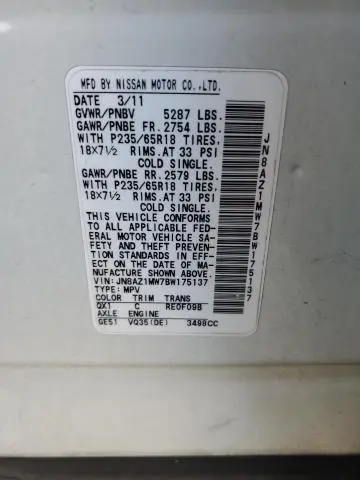 MFD BY NISSAN MOTOR CO.,LTD.
DATE 3/11
GVWR/PNBV 5287 LBS.
GAWR/PNBE FR. 2754 LBS.
WITH P235/65R18 TIRES,
18×7½ RIMS. AT 33 PSI
COLD SINGLE.
GAWR/PNBE RR. 2579 LBS.
WITH P235/65R18 TIRES,
18×7½ RIMS. AT 33 PSI
COLD SINGLE.
THIS VEHICLE CONFORMS
TO ALL APPLICABLE FED-
ERAL MOTOR VEHICLE SA-
FETY AND THEFT PREVEN-
TION STANDARDS IN EFF-
ECT ON THE DATE OF MA-
NUFACTURE SHOWN ABOVE.
VIN: JN8AZ1MW7BW175137
TYPE: MPV
COLOR TRIM TRANS
QX1 C RE0F09B
AXLE ENGINE
GE51 VQ35(DE) 3498CC
JN8AZ1MW7BW175137